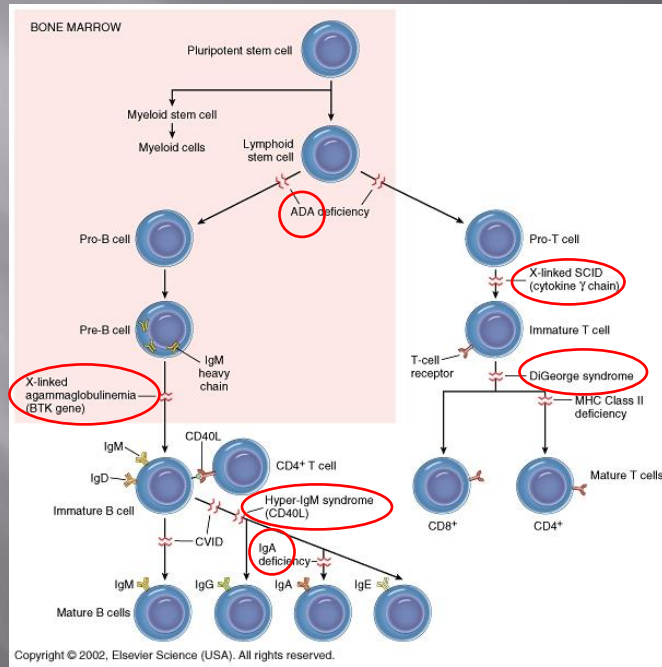 BONE MARROW
Pluripotent stem cell
Myeloid stem cell
Myeloid cells
Lymphoid
stem cell
ADA deficiency
Pro-B cell
Pro-T cell
X-linked SCID
(cytokine γ chain)
Pre-B cell
Immature T cell
IgM
heavy
chain
T-cell
receptor
X-linked
agammaglobulinemia
(BTK gene)
DiGeorge syndrome
MHC Class II
deficiency
IgM
CD40L
IgD
CD4+ T cell
Immature B cell
Hyper-IgM syndrome
(CD40L)
Mature T cells
CD8+
CD4+
CVID
IgA
deficiency
IgM
IgG
IgA
IgE
Mature B cells
Copyright © 2002, Elsevier Science (USA). All rights reserved.